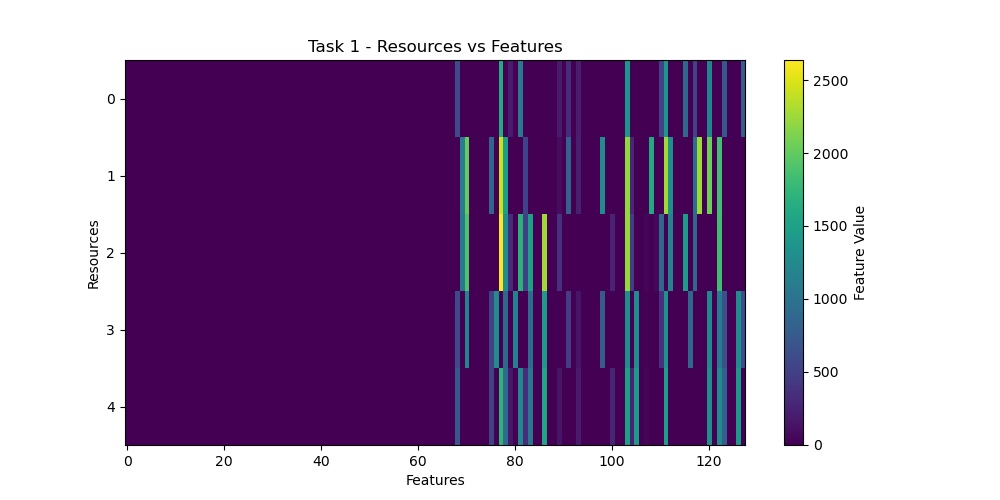 Task 1 - Resources vs Features
0
1
2
3
4
Resources
0 20 40 60 80 100 120
Features
2500
2000
1500
1000
500
0
Feature Value